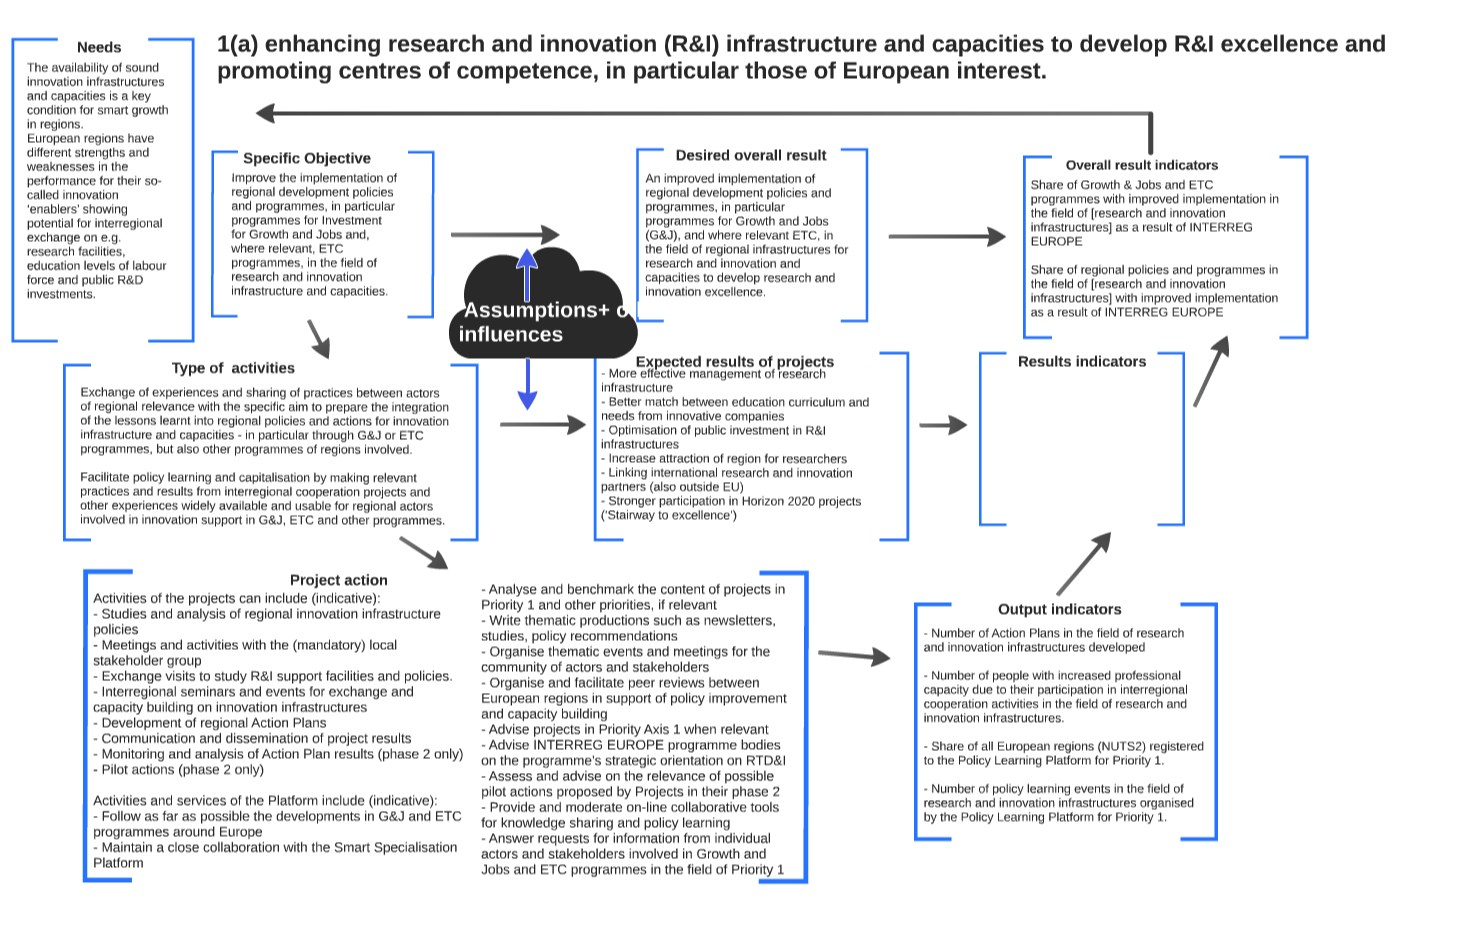 1(a) enhancing research and innovation (R&I) infrastructure and capacities to develop R&I excellence and
promoting centres of competence, in particular those of European interest.
Needs
The availability of sound
innovation infrastructures
and capacities is a key
condition for smart growth
in regions.
European regions have
different strengths and
weaknesses in the
performance for their so-
called innovation
'enablers' showing
potential for interregional
exchange on e.g.
research facilities,
education levels of labour
force and public R&D
investments.
Specific Objective
Improve the implementation of
regional development policies
and programmes, in particular
programmes for Investment
for Growth and Jobs and,
where relevant, ETC
programmes, in the field of
research and innovation
infrastructure and capacities.
Assumptions+ o
influences
Desired overall result
An improved implementation of
regional development policies and
programmes, in particular
programmes for Growth and Jobs
(G&J), and where relevant ETC, in
the field of regional infrastructures for
research and innovation and
capacities to develop research and
innovation excellence.
Overall result indicators
Share of Growth & Jobs and ETC
programmes with improved implementation in
the field of [research and innovation
infrastructures] as a result of INTERREG
EUROPE
Share of regional policies and programmes in
the field of [research and innovation
infrastructures] with improved implementation
as a result of INTERREG EUROPE
Type of activities
Exchange of experiences and sharing of practices between actors
of regional relevance with the specific aim to prepare the integration
of the lessons learnt into regional policies and actions for innovation
infrastructure and capacities - in particular through G&J or ETC
programmes, but also other programmes of regions involved.
Facilitate policy learning and capitalisation by making relevant
practices and results from interregional cooperation projects and
other experiences widely available and usable for regional actors
involved in innovation support in G&J, ETC and other programmes.
Expected results of projects
- More effective management of research
infrastructure
- Better match between education curriculum and
needs from innovative companies
- Optimisation of public investment in R&I
infrastructures
- Increase attraction of region for researchers
- Linking international research and innovation
partners (also outside EU)
- Stronger participation in Horizon 2020 projects
('Stairway to excellence')
Results indicators
Project action
Activities of the projects can include (indicative):
- Studies and analysis of regional innovation infrastructure
policies
- Meetings and activities with the (mandatory) local
stakeholder group
- Exchange visits to study R&I support facilities and policies.
- Interregional seminars and events for exchange and
capacity building on innovation infrastructures
- Development of regional Action Plans
- Communication and dissemination of project results
- Monitoring and analysis of Action Plan results (phase 2 only)
- Pilot actions (phase 2 only)
Activities and services of the Platform include (indicative):
- Follow as far as possible the developments in G&J and ETC
programmes around Europe
- Maintain a close collaboration with the Smart Specialisation
Platform
- Analyse and benchmark the content of projects in
Priority 1 and other priorities, if relevant
- Write thematic productions such as newsletters,
studies, policy recommendations
- Organise thematic events and meetings for the
community of actors and stakeholders
- Organise and facilitate peer reviews between
European regions in support of policy improvement
and capacity building
- Advise projects in Priority Axis 1 when relevant
- Advise INTERREG EUROPE programme bodies
on the programme's strategic orientation on RTD&I
- Assess and advise on the relevance of possible
pilot actions proposed by Projects in their phase 2
- Provide and moderate on-line collaborative tools
for knowledge sharing and policy learning
- Answer requests for information from individual
actors and stakeholders involved in Growth and
Jobs and ETC programmes in the field of Priority 1
Output indicators
- Number of Action Plans in the field of research
and innovation infrastructures developed
- Number of people with increased professional
capacity due to their participation in interregional
cooperation activities in the field of research and
innovation infrastructures.
- Share of all European regions (NUTS2) registered
to the Policy Learning Platform for Priority 1.
- Number of policy learning events in the field of
research and innovation infrastructures organised
by the Policy Learning Platform for Priority 1.